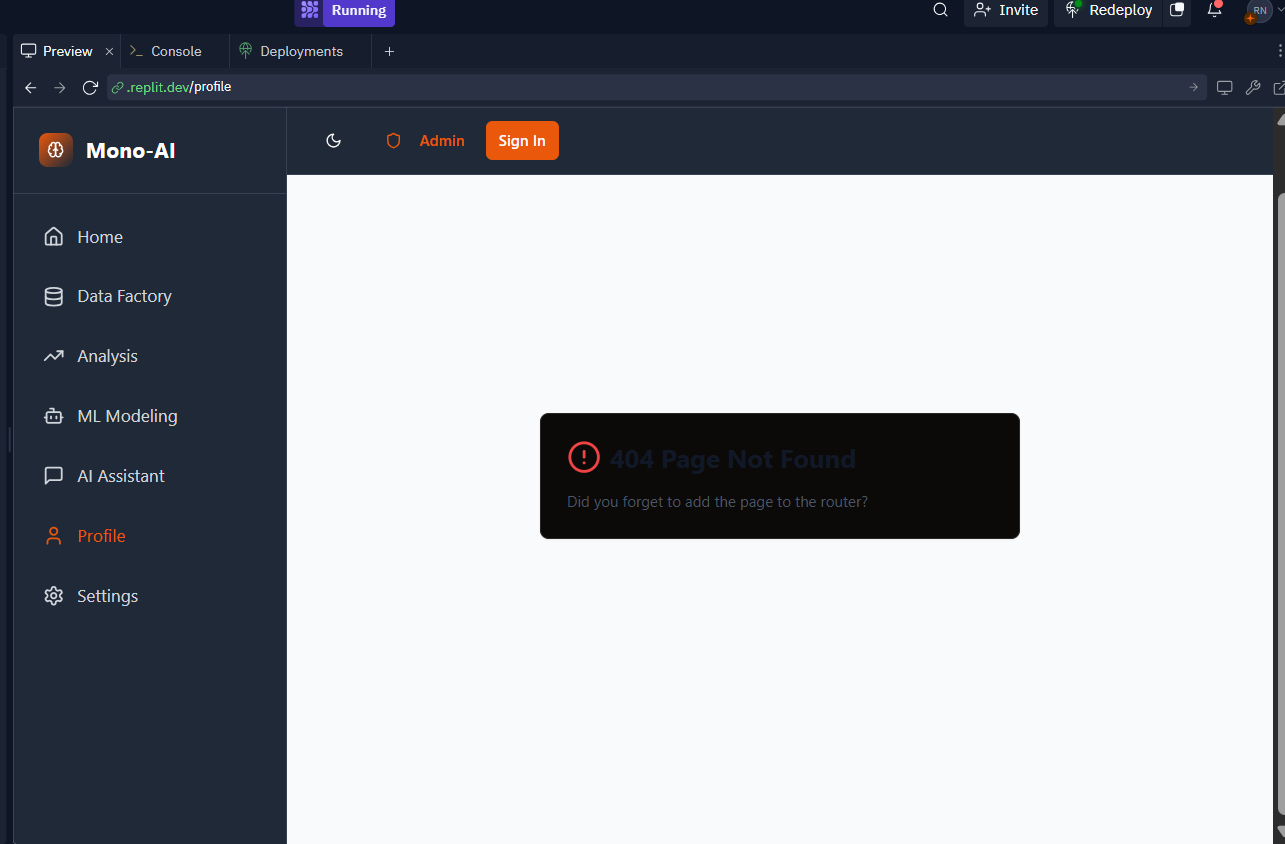 Running
Invite
Redeploy
RN
Preview
Console
Deployments
.replit.dev/profile
Mono-AI
Admin
Sign In
Home
Data Factory
Analysis
ML Modeling
AI Assistant
Profile
Settings
404 Page Not Found
Did you forget to add the page to the router?